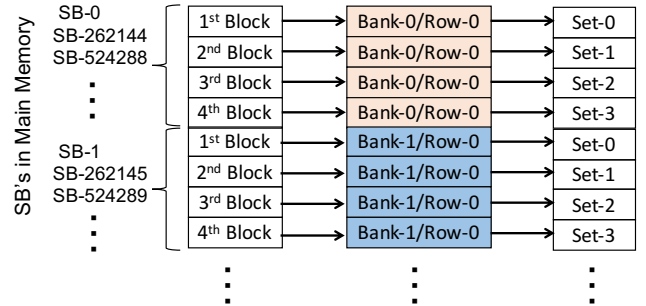 SB's in Main Memory
SB-0
SB-262144
SB-524288
1st Block Bank-0/Row-0 Set-0
2nd Block Bank-0/Row-0 Set-1
3rd Block Bank-0/Row-0 Set-2
4th Block Bank-0/Row-0 Set-3
SB-1
SB-262145
SB-524289
1st Block Bank-1/Row-0 Set-0
2nd Block Bank-1/Row-0 Set-1
3rd Block Bank-1/Row-0 Set-2
4th Block Bank-1/Row-0 Set-3